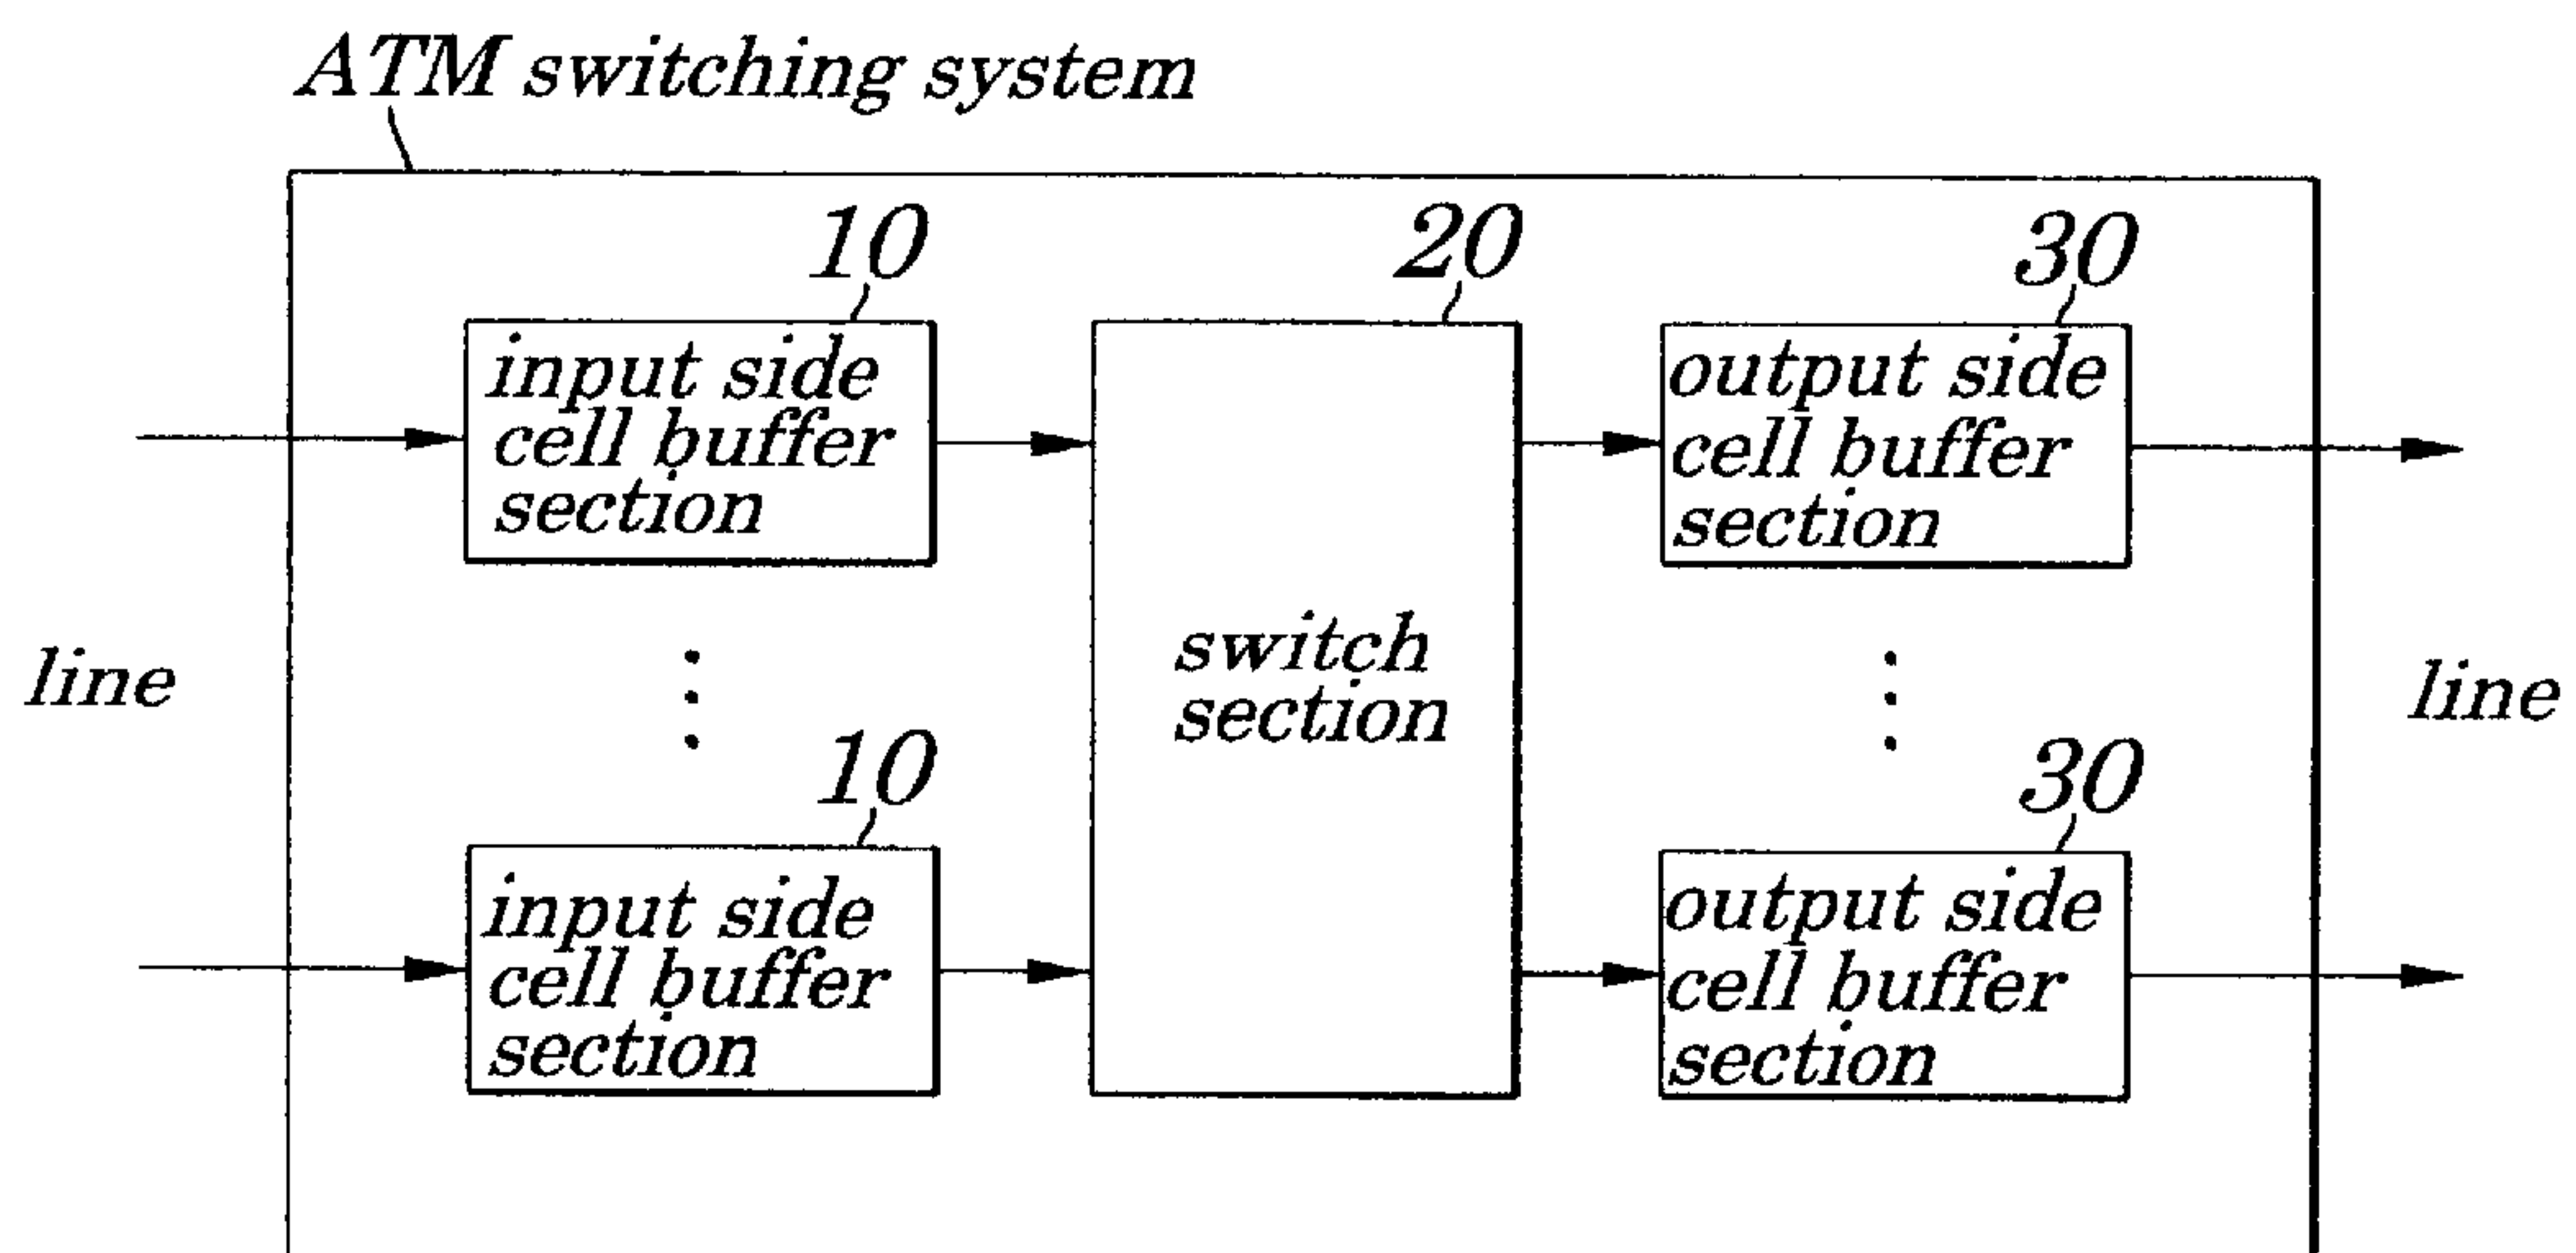 ATM switching system
10
20
30
input side
cell buffer
section
output side
cell buffer
section
line
switch
section
line
10
30
input side
cell buffer
section
output side
cell buffer
section